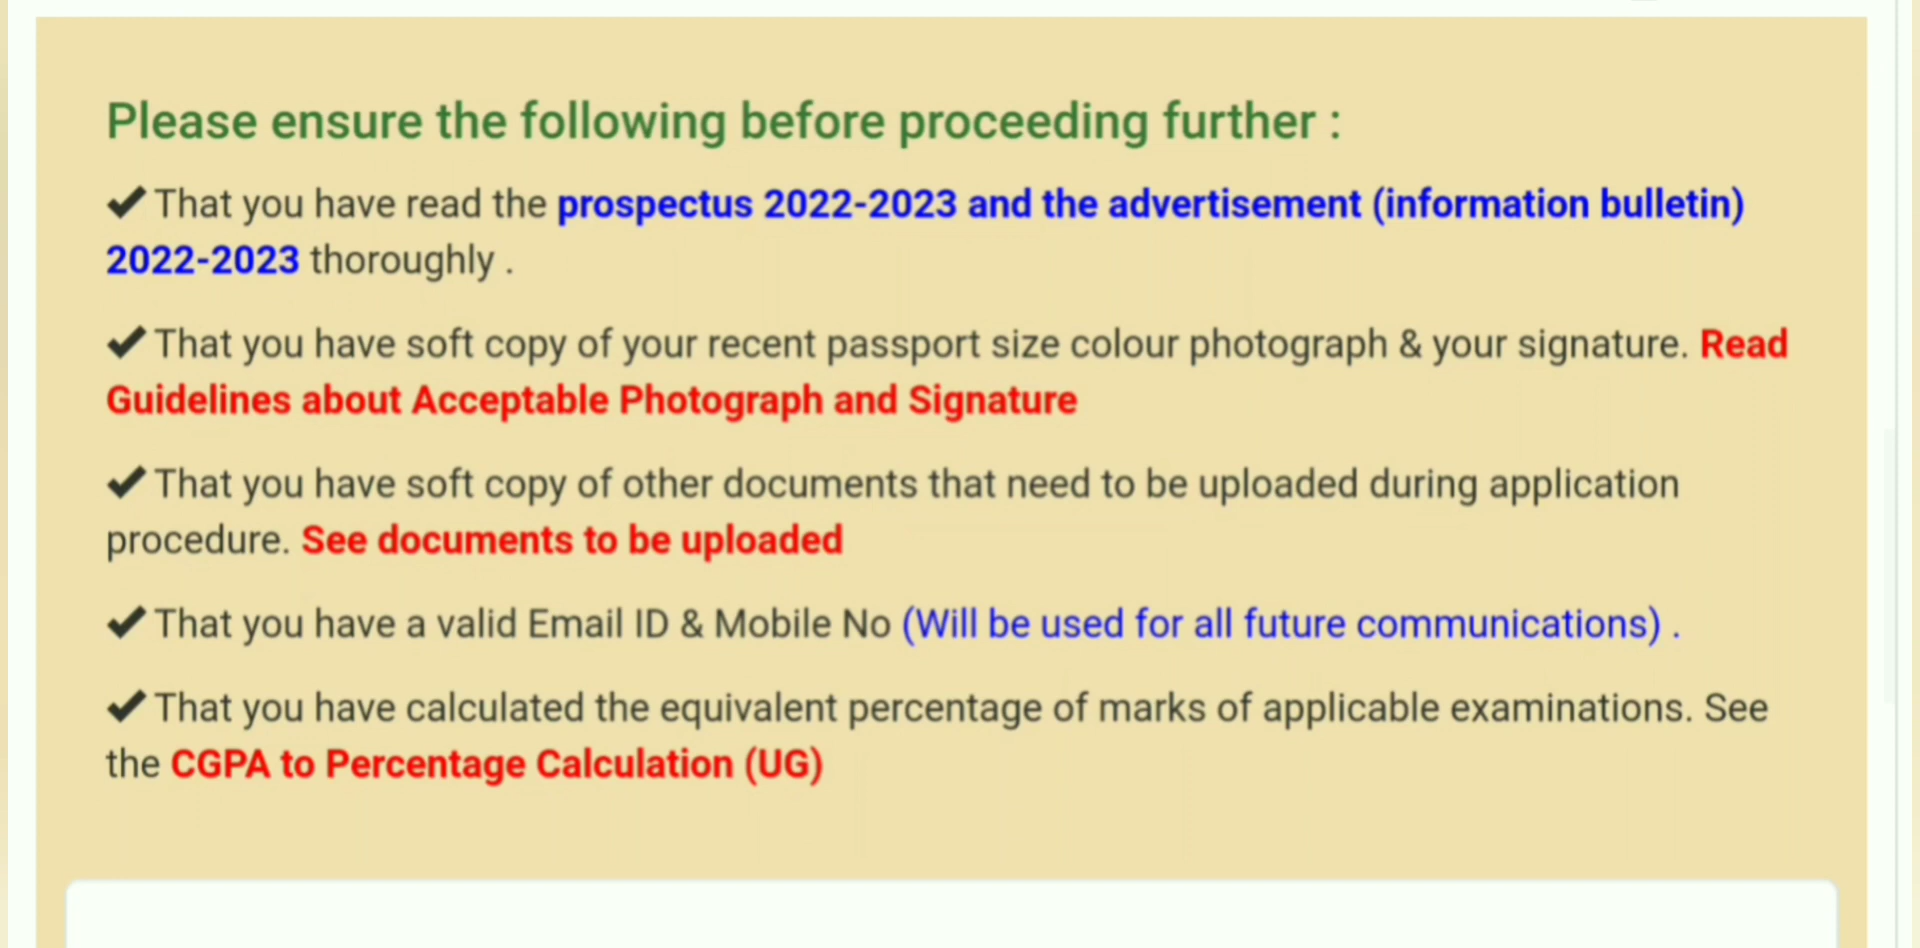 Please ensure the following before proceeding further :
✔ That you have read the prospectus 2022-2023 and the advertisement (information bulletin)
2022-2023 thoroughly .
✔ That you have soft copy of your recent passport size colour photograph & your signature. Read
Guidelines about Acceptable Photograph and Signature
✔ That you have soft copy of other documents that need to be uploaded during application
procedure. See documents to be uploaded
✔ That you have a valid Email ID & Mobile No (Will be used for all future communications) .
✔ That you have calculated the equivalent percentage of marks of applicable examinations. See
the CGPA to Percentage Calculation (UG)